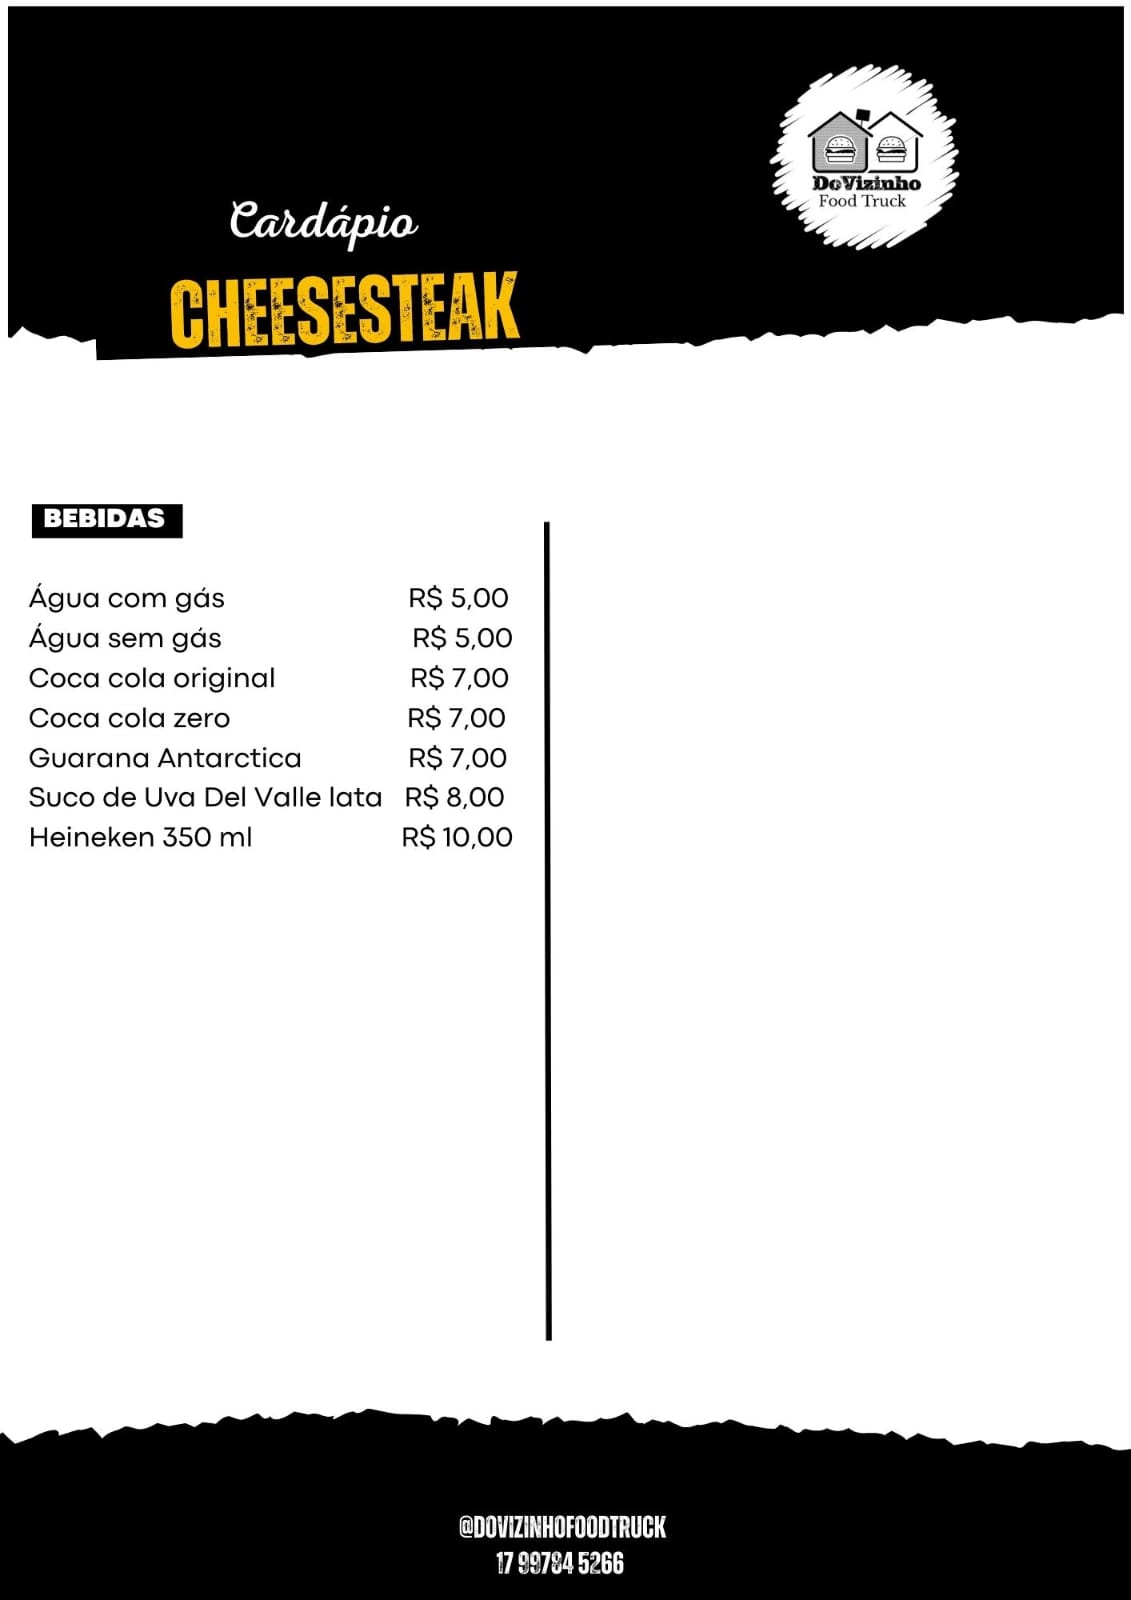 DoVizinho
Food Truck
Cardápio
CHEESESTEAK
BEBIDAS
Água com gás R$ 5,00
Água sem gás R$ 5,00
Coca cola original R$ 7,00
Coca cola zero R$ 7,00
Guarana Antarctica R$ 7,00
Suco de Uva Del Valle lata R$ 8,00
Heineken 350 ml R$ 10,00
@DOVIZINHOFOODTRUCK
17 99784 5266